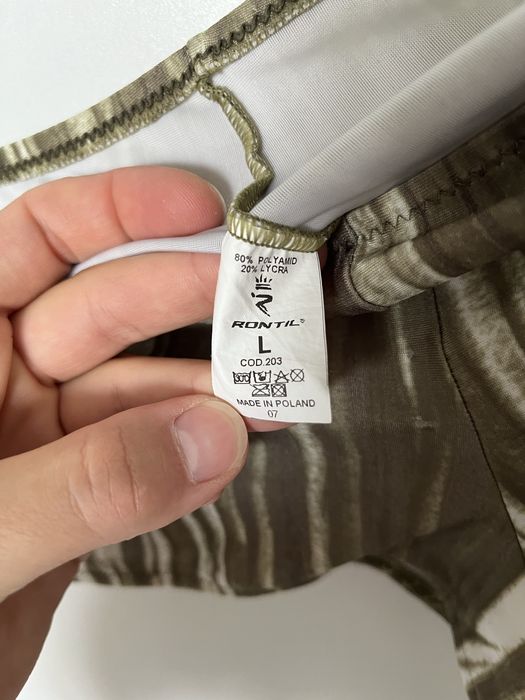 80% POLYAMID
20% LYCRA
RONTIL®
L
COD.203
MADE IN POLAND
07